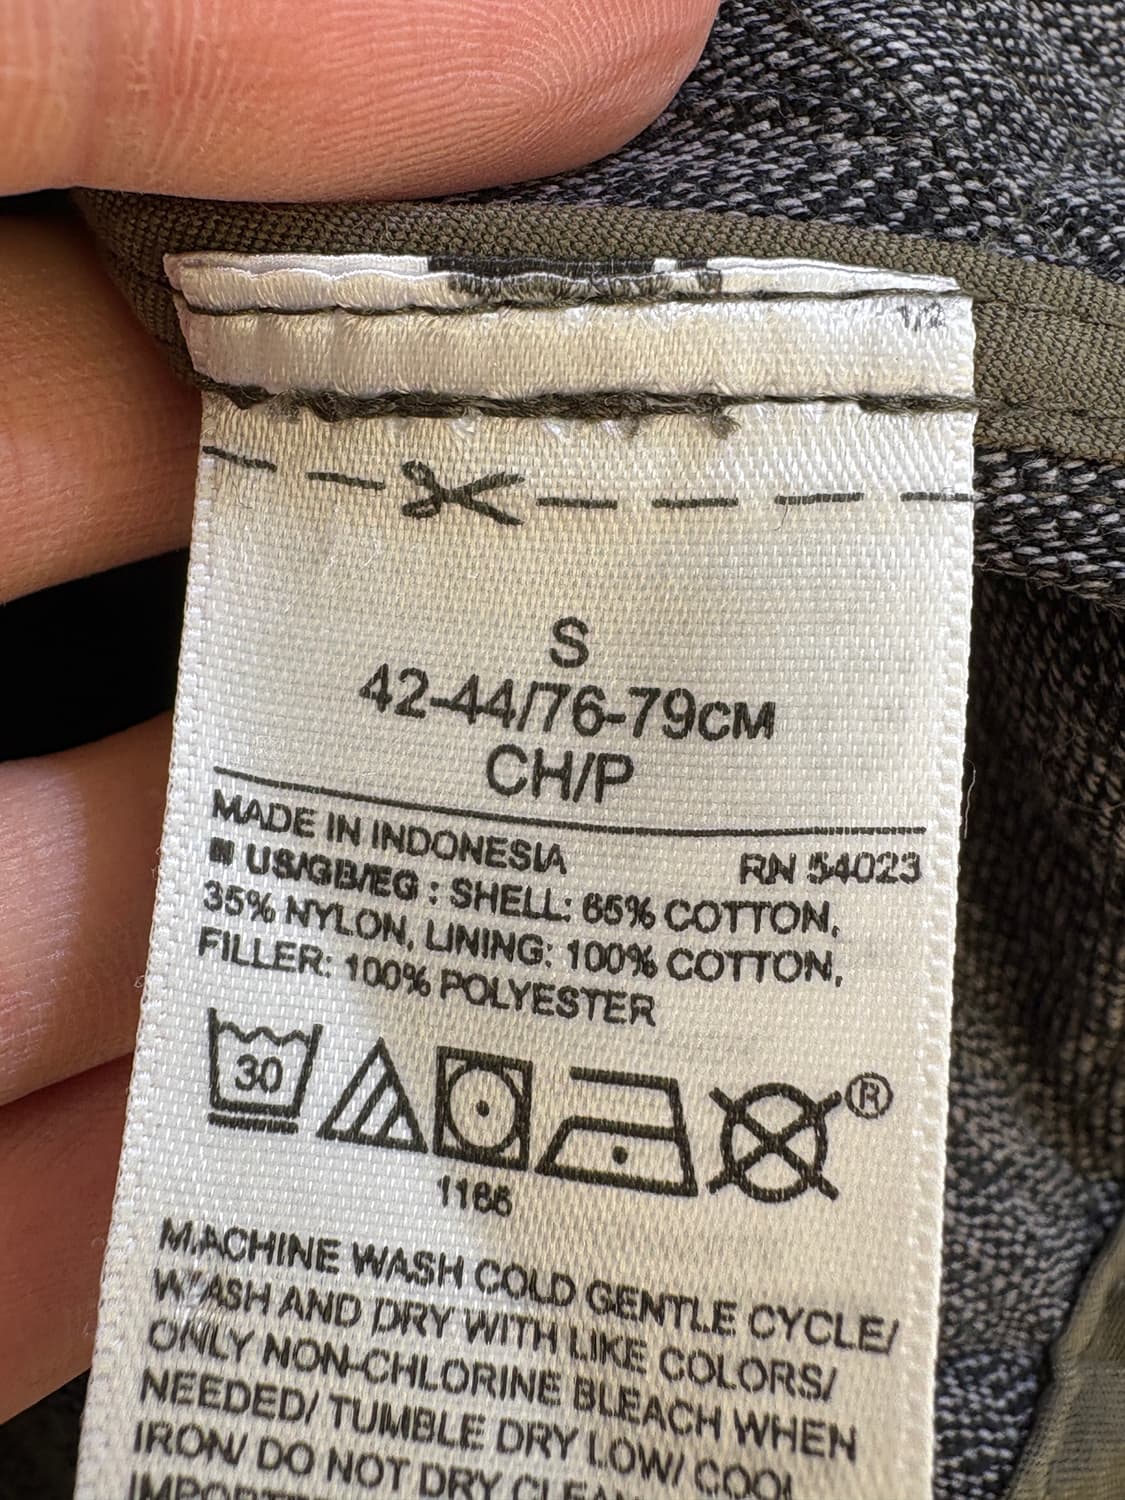 1/2
S
42-44/76-79CM
CH/P
MADE IN INDONESIA
RN 54023
US/GB/EG : SHELL: 65% COTTON,
35% NYLON, LINING: 100% COTTON,
FILLER: 100% POLYESTER
30
®
1166
MACHINE WASH COLD GENTLE CYCLE/
WASH AND DRY WITH LIKE COLORS/
ONLY NON-CHLORINE BLEACH WHEN
NEEDED/ TUMBLE DRY LOW/ COOL
IRON/ DO NOT DRY CLEAN